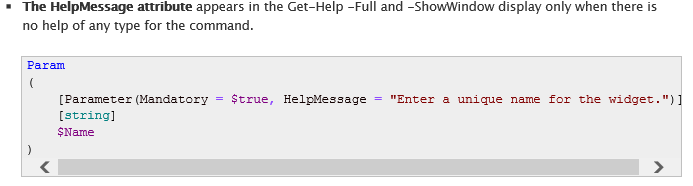 ▪ The HelpMessage attribute appears in the Get-Help –Full and –ShowWindow display only when there is
no help of any type for the command.
Param
(
    [Parameter(Mandatory = $true, HelpMessage = "Enter a unique name for the widget.")]
    [string]
    $Name
)